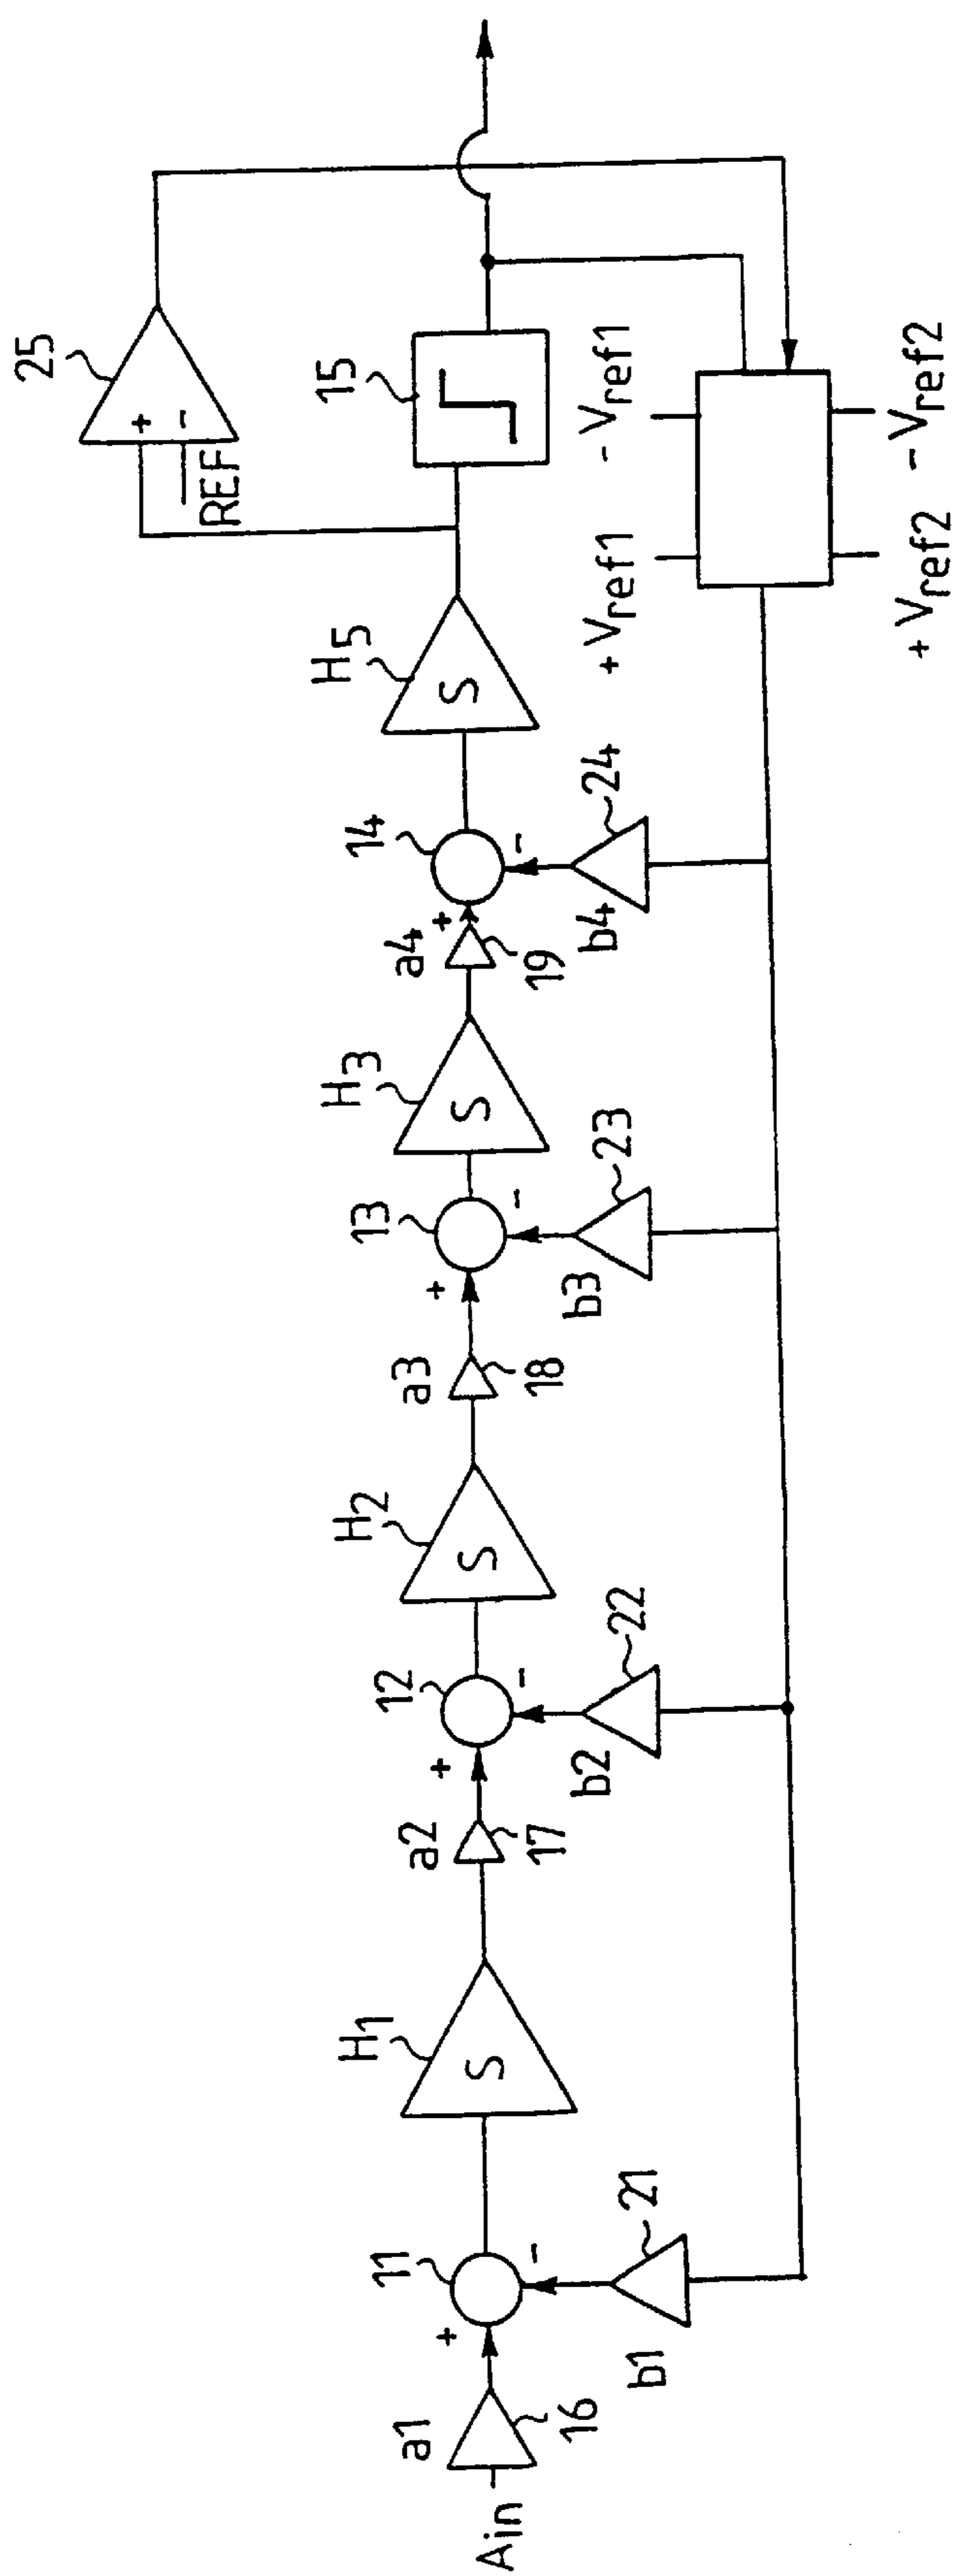 25
+
-
REF
15
H5
S
14
+
-
a4
19
b4
24
H3
S
13
+
-
a3
18
b3
23
H2
S
12
+
-
a2
17
b2
22
H1
S
11
+
-
a1
16
b1
21
Ain
+ Vref1
- Vref1
+ Vref2
- Vref2